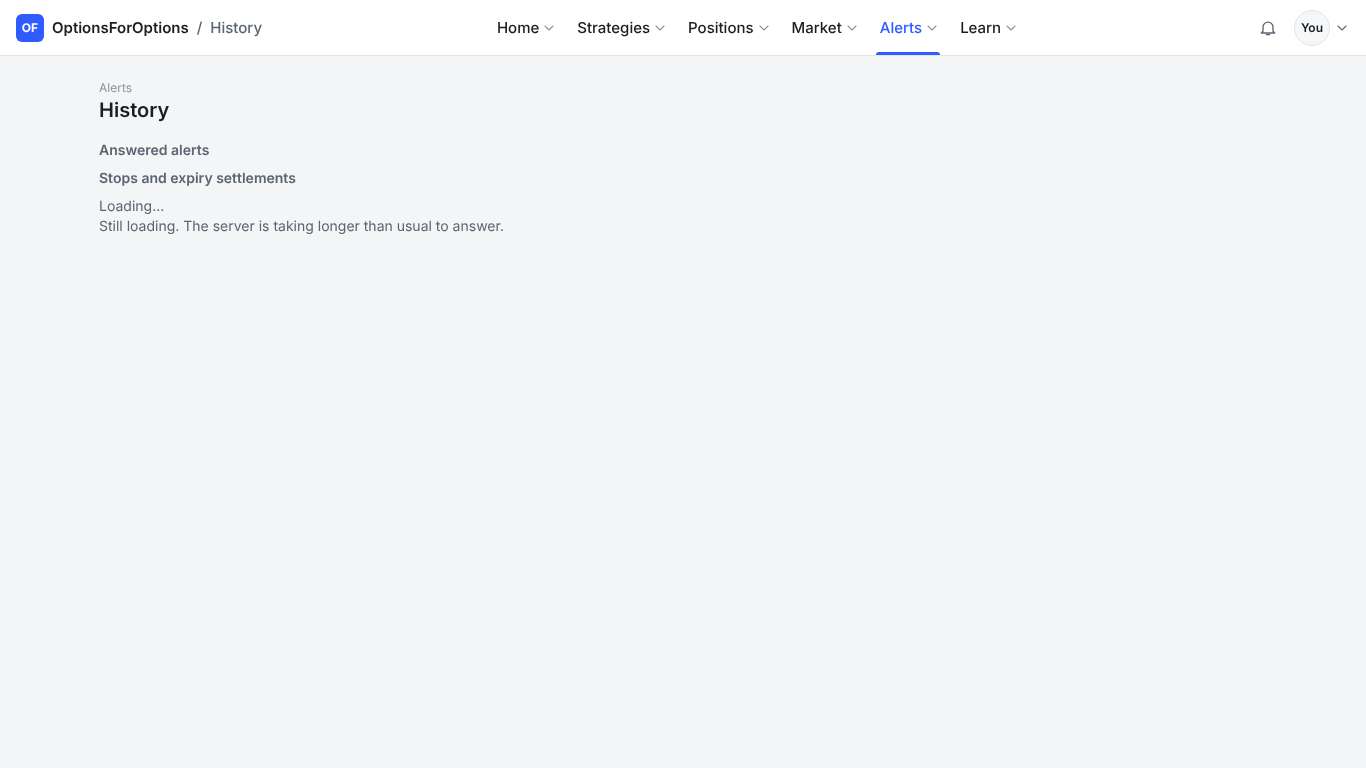 OF OptionsForOptions / History Home Strategies Positions Market Alerts Learn You
Alerts
History
Answered alerts
Stops and expiry settlements
Loading...
Still loading. The server is taking longer than usual to answer.